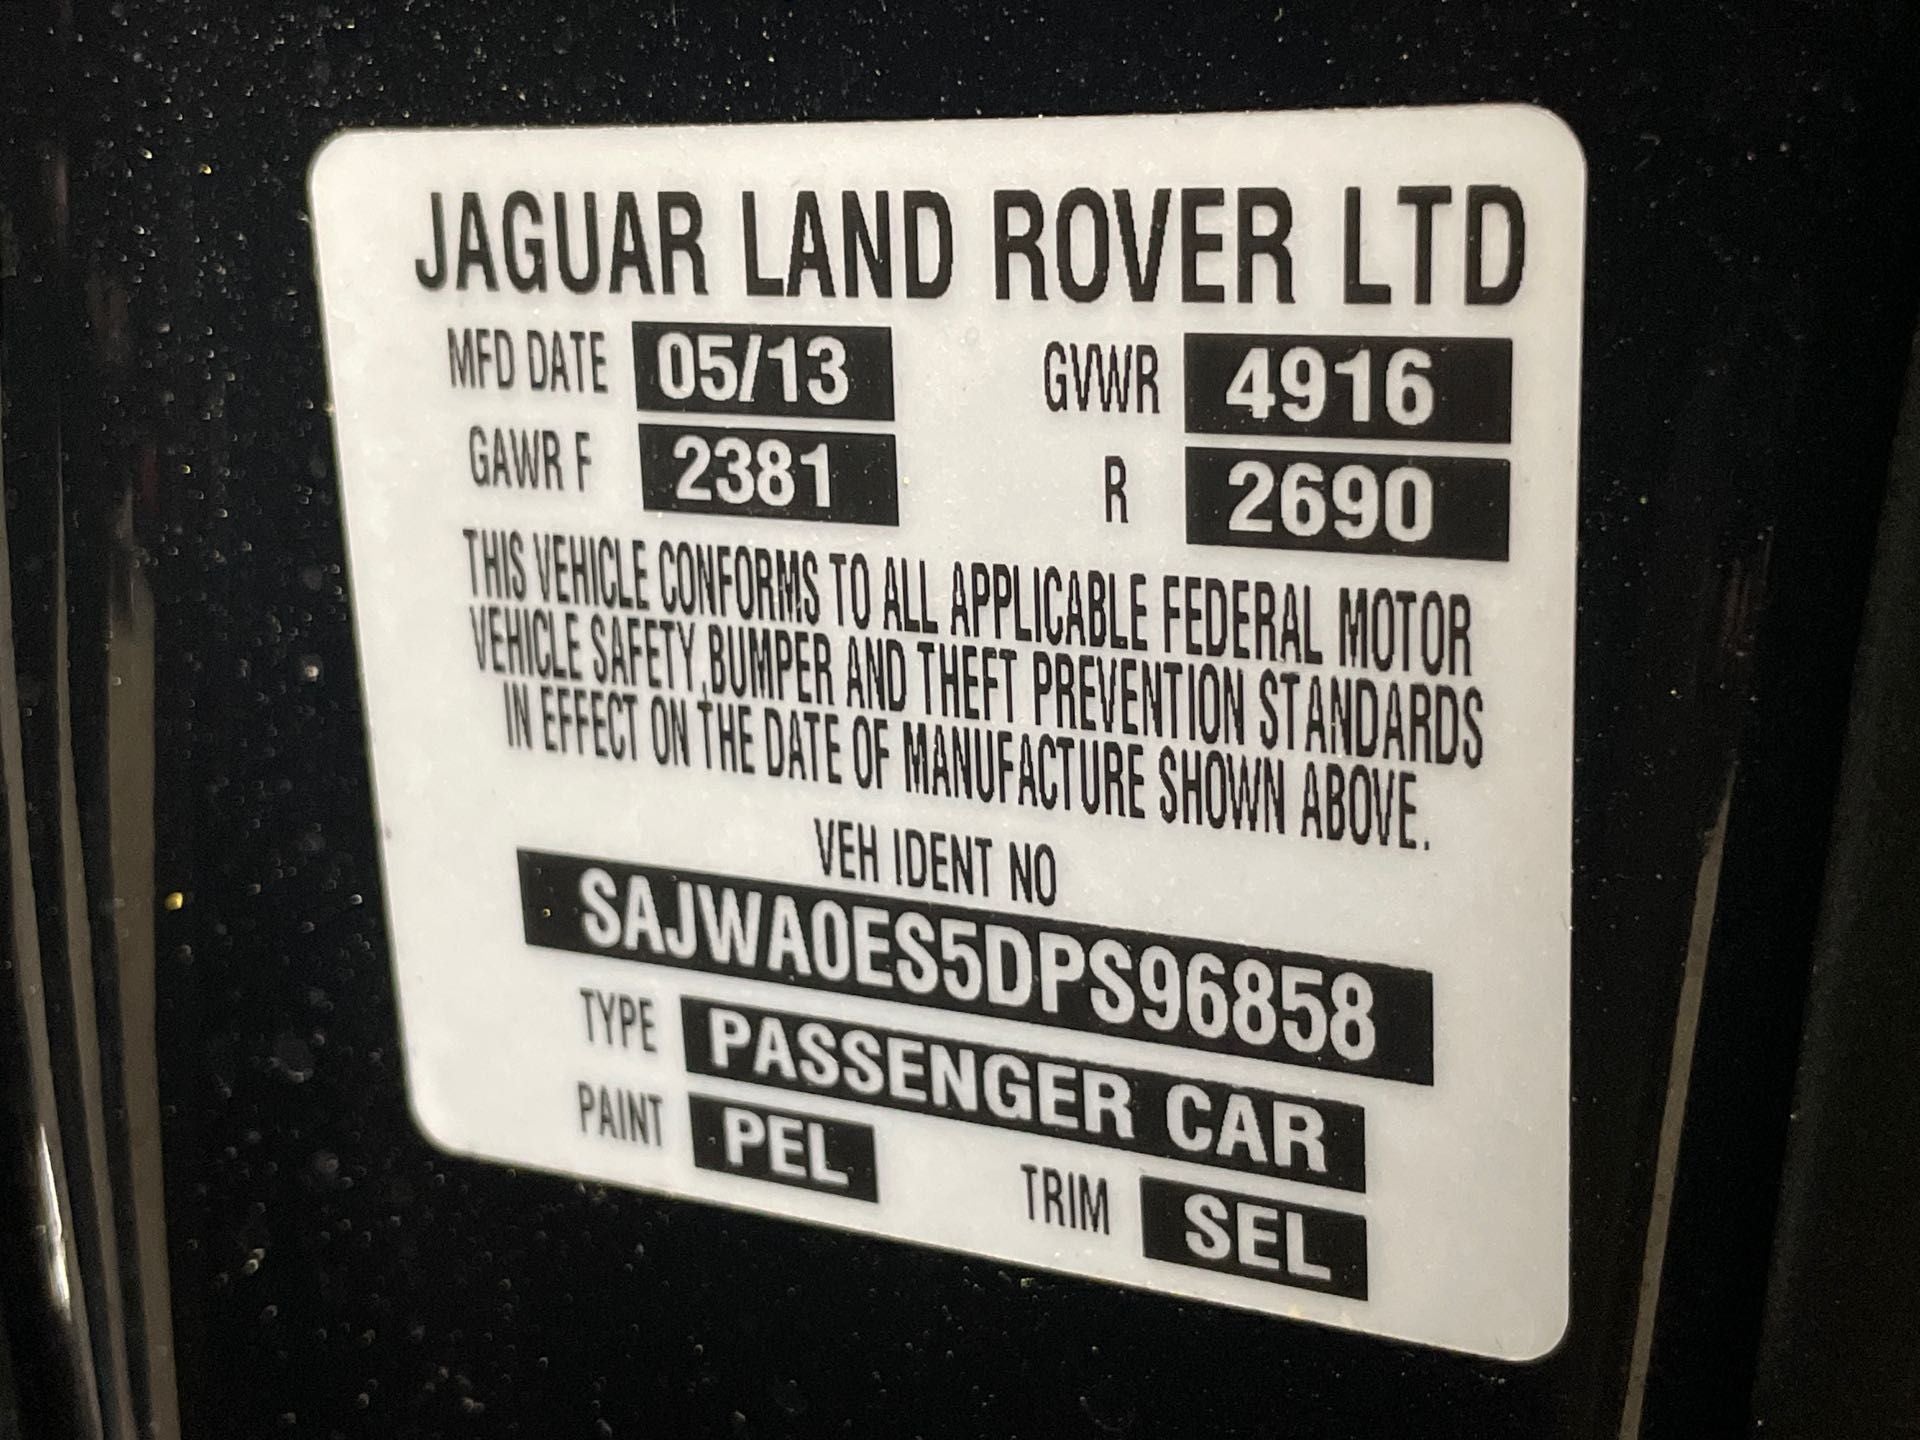 JAGUAR LAND ROVER LTD
MFD DATE 05/13 GVWR 4916
GAWR F 2381 R 2690
THIS VEHICLE CONFORMS TO ALL APPLICABLE FEDERAL MOTOR
VEHICLE SAFETY,BUMPER AND THEFT PREVENTION STANDARDS
IN EFFECT ON THE DATE OF MANUFACTURE SHOWN ABOVE.
VEH IDENT NO
SAJWA0ES5DPS96858
TYPE PASSENGER CAR
PAINT PEL TRIM SEL